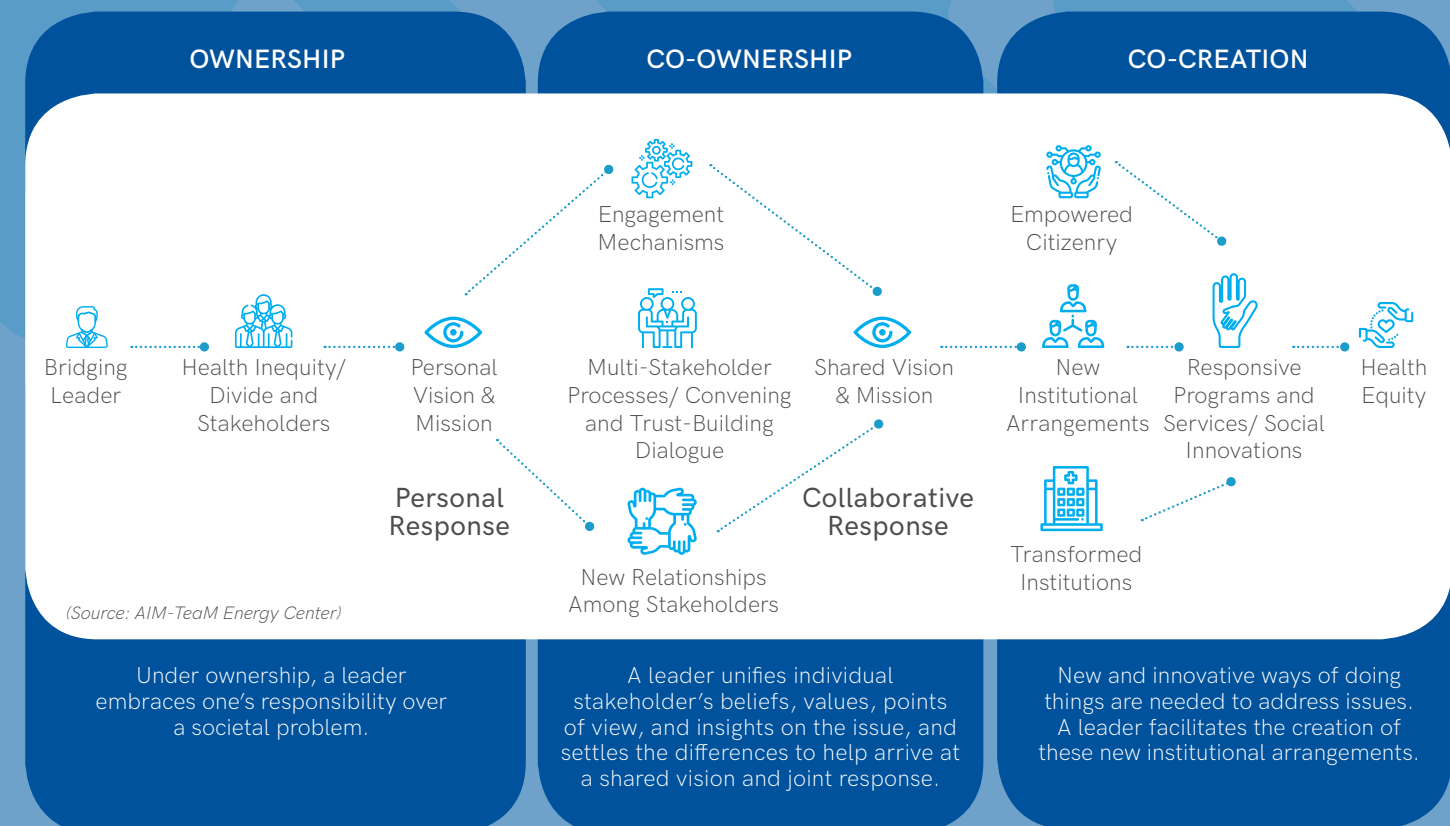 OWNERSHIP
CO-OWNERSHIP
CO-CREATION
Bridging
Leader
Health Inequity/
Divide and
Stakeholders
Personal
Vision &
Mission
Personal
Response
Engagement
Mechanisms
Multi-Stakeholder
Processes/ Convening
and Trust-Building
Dialogue
New Relationships
Among Stakeholders
Shared Vision
& Mission
Collaborative
Response
Empowered
Citizenry
New
Institutional
Arrangements
Transformed
Institutions
Responsive
Programs and
Services/ Social
Innovations
Health
Equity
(Source: AIM-TeaM Energy Center)
Under ownership, a leader
embraces one's responsibility over
a societal problem.
A leader unifies individual
stakeholder's beliefs, values, points
of view, and insights on the issue, and
settles the differences to help arrive at
a shared vision and joint response.
New and innovative ways of doing
things are needed to address issues.
A leader facilitates the creation of
these new institutional arrangements.